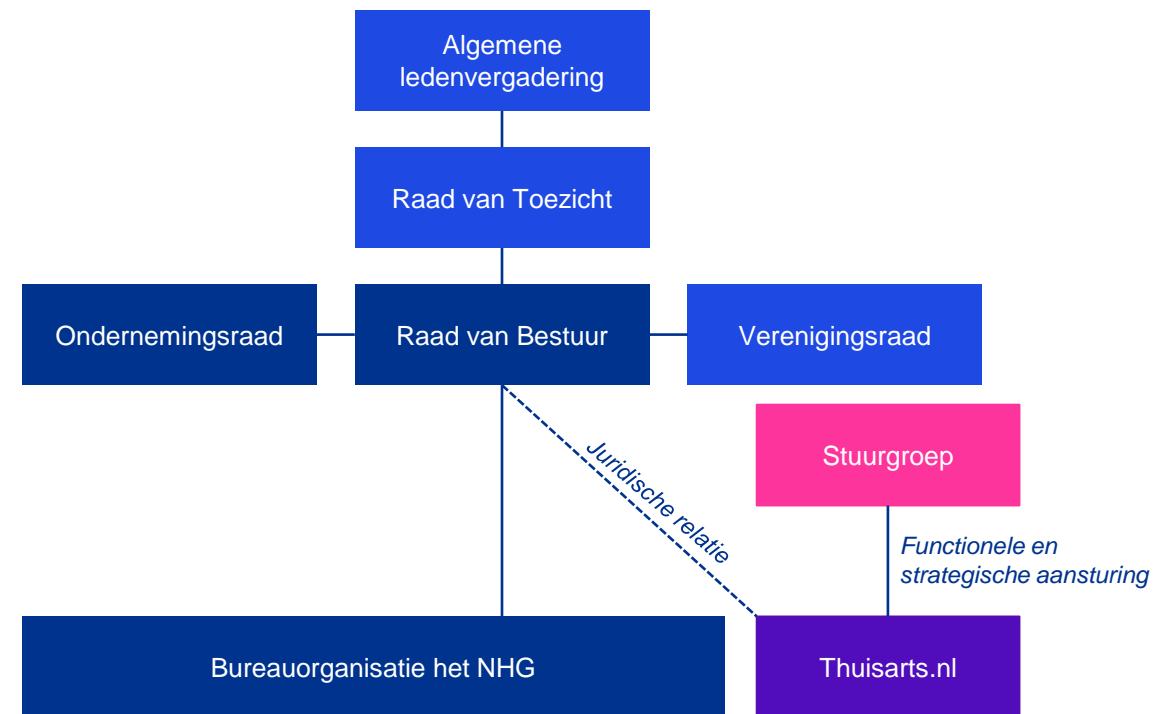 Algemene
ledenvergadering
Raad van Toezicht
Ondernemingsraad
Raad van Bestuur
Verenigingsraad
Stuurgroep
Juridische relatie
Functionele en
strategische aansturing
Bureauorganisatie het NHG
Thuisarts.nl